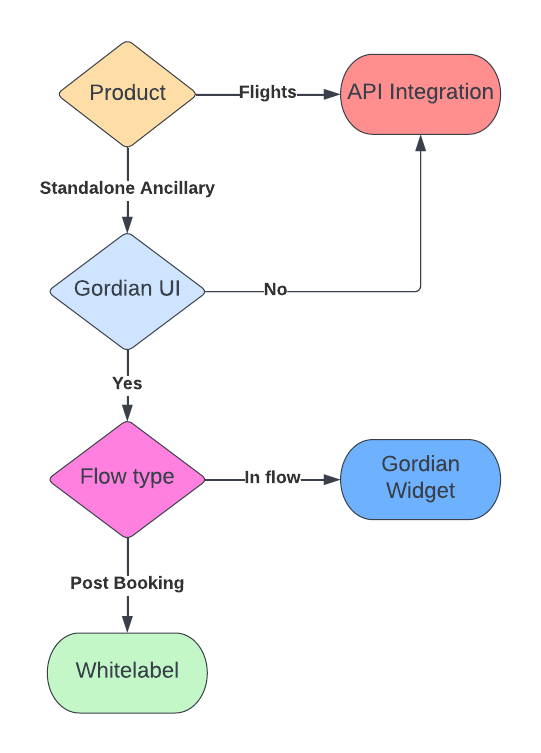 Product
Flights
API Integration
Standalone Ancillary
Gordian UI
No
Yes
Flow type
In flow
Gordian
Widget
Post Booking
Whitelabel